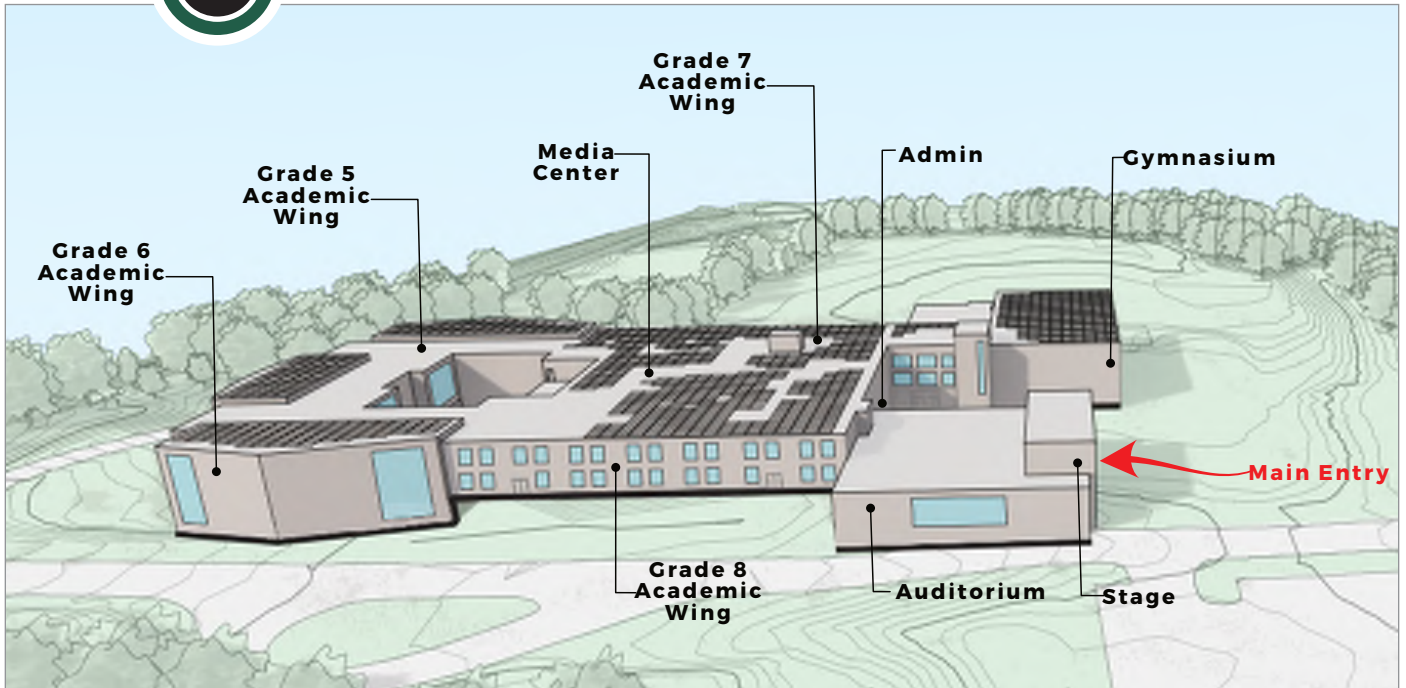 Grade 7
Academic
Wing
Media
Center
Admin
Gymnasium
Grade 5
Academic
Wing
Grade 6
Academic
Wing
Main Entry
Grade 8
Academic
Wing
Auditorium
Stage